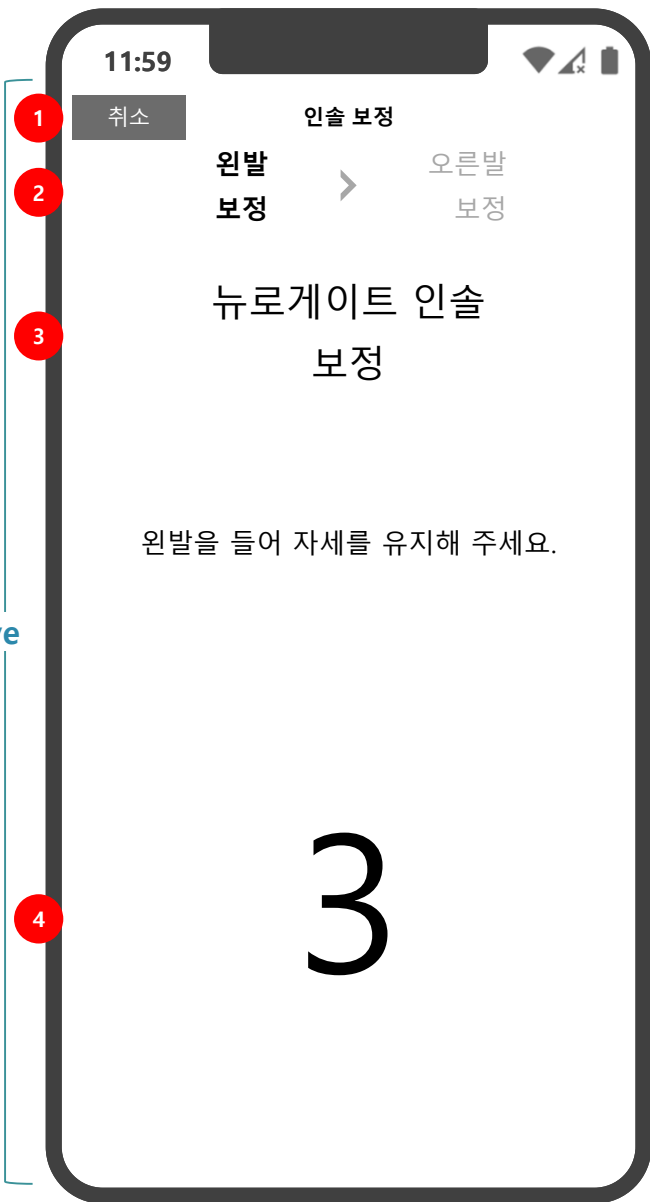 11:59
1
취소
인솔 보정
2
왼발
보정
오른발
보정
3
뉴로게이트 인솔
보정
왼발을 들어 자세를 유지해 주세요.
4
3